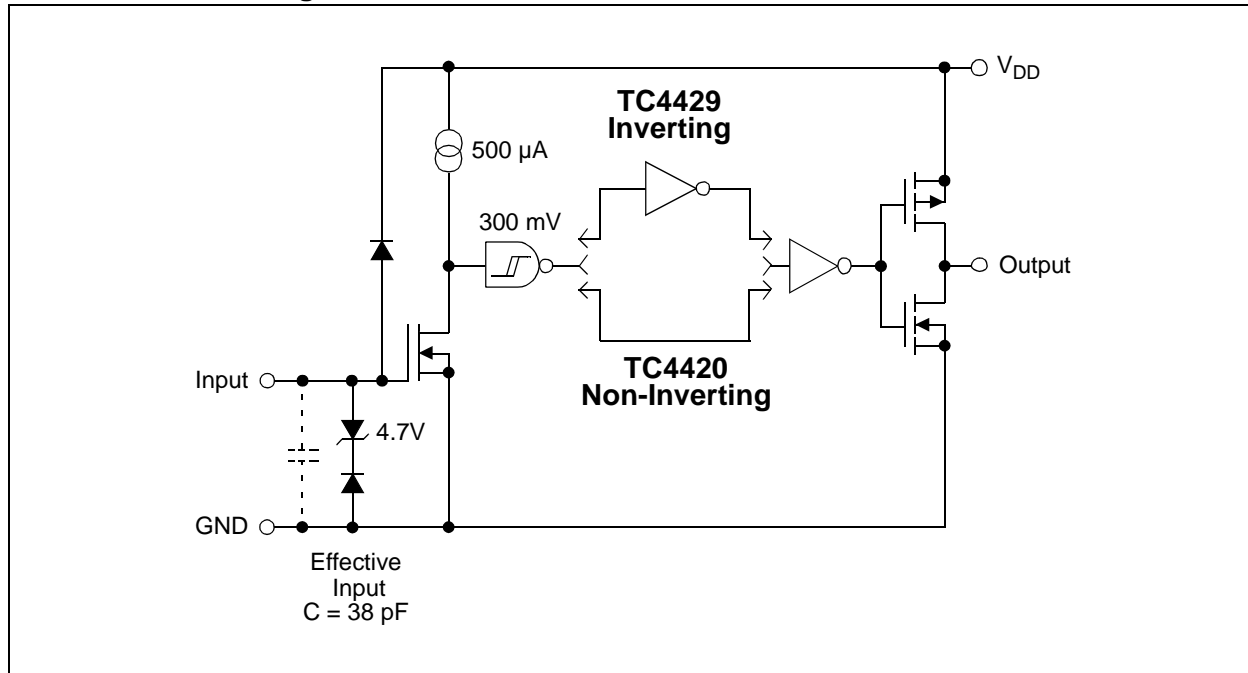 V_DD
TC4429
Inverting
500 µA
300 mV
Output
TC4420
Non-Inverting
Input
4.7V
GND
Effective
Input
C = 38 pF